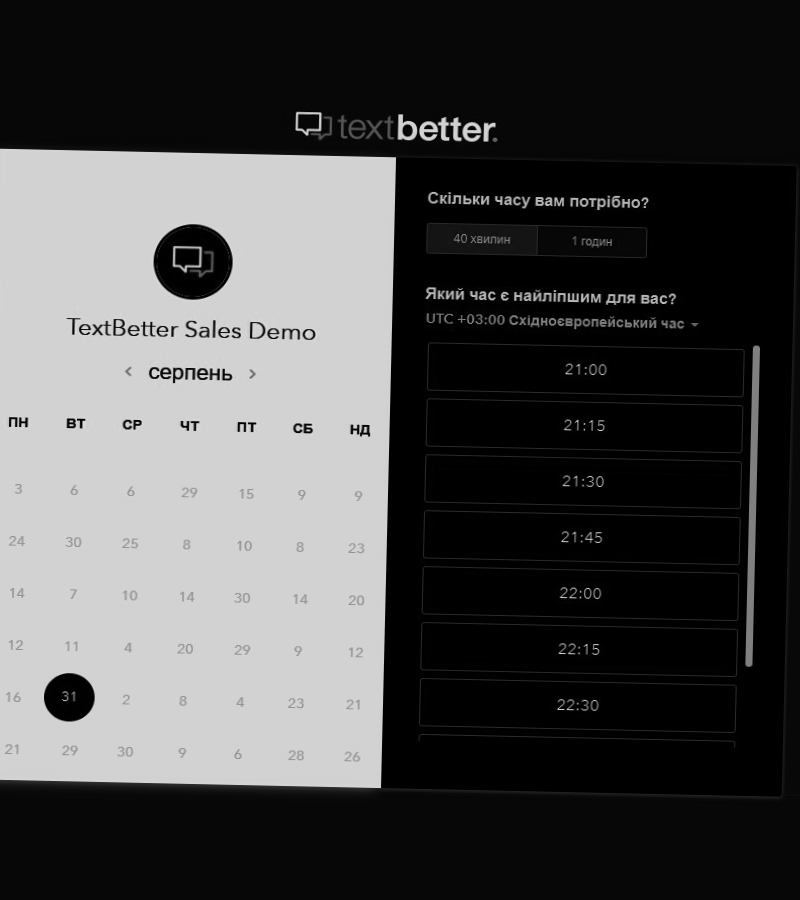 textbetter.
TextBetter Sales Demo
серпень
ПН ВТ СР ЧТ ПТ СБ НД
3 6 6 29 15 9 9
24 30 25 8 10 8 23
14 7 10 14 30 14 20
12 11 4 20 29 9 12
16 31 2 8 4 23 21
21 29 30 9 6 28 26
Скільки часу вам потрібно?
40 хвилин 1 годин
Який час є найліпшим для вас?
UTC +03:00 Східноєвропейський час
21:00
21:15
21:30
21:45
22:00
22:15
22:30